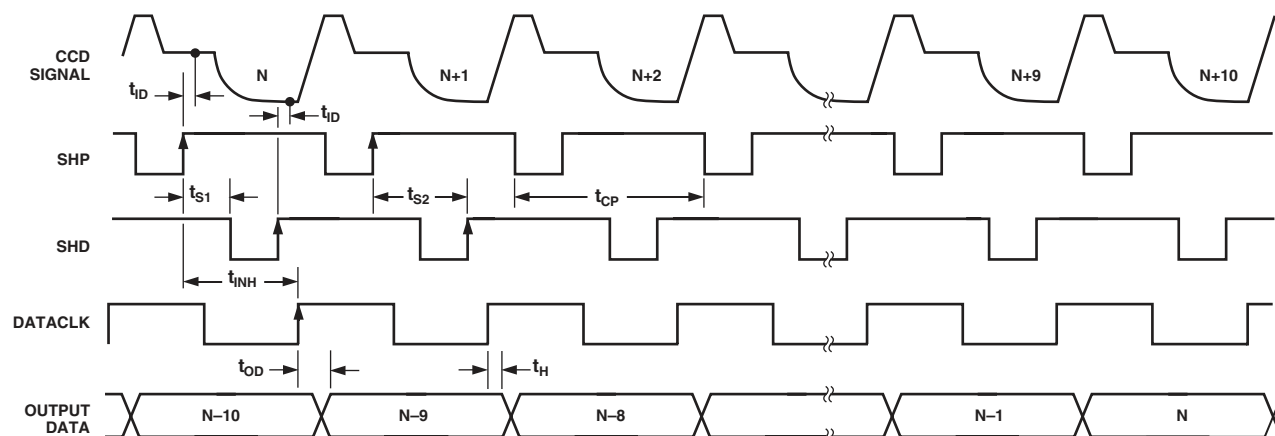 CCD
SIGNAL
N
N+1
N+2
N+9
N+10
tID
tID
SHP
tS1
tS2
tCP
SHD
tINH
DATACLK
tOD
tH
OUTPUT
DATA
N–10
N–9
N–8
N–1
N